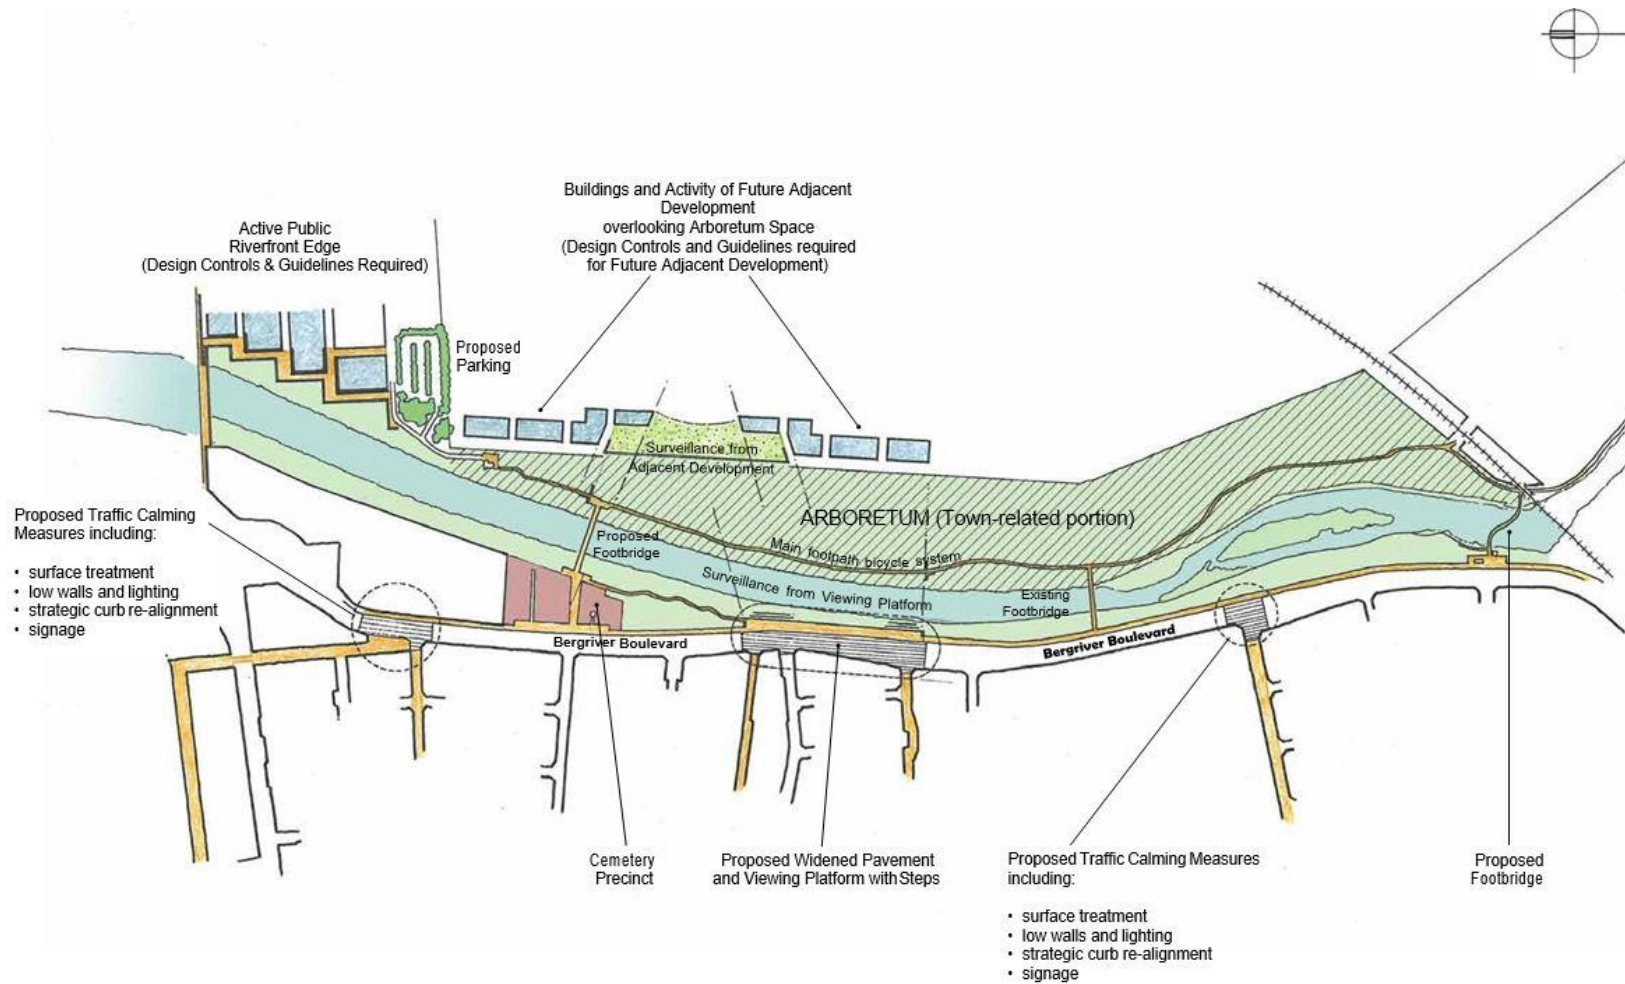 Buildings and Activity of Future Adjacent
Development
overlooking Arboretum Space
(Design Controls and Guidelines required
for Future Adjacent Development)
Active Public
Riverfront Edge
(Design Controls & Guidelines Required)
Proposed
Parking
Surveillance from
Adjacent Development
ARBORETUM (Town-related portion)
Proposed Traffic Calming
Measures including:
• surface treatment
• low walls and lighting
• strategic curb re-alignment
• signage
Proposed
Footbridge
Main footpath bicycle system
Surveillance from Viewing Platform
Existing
Footbridge
Bergriver Boulevard
Bergriver Boulevard
Cemetery
Precinct
Proposed Widened Pavement
and Viewing Platform with Steps
Proposed Traffic Calming Measures
including:
• surface treatment
• low walls and lighting
• strategic curb re-alignment
• signage
Proposed
Footbridge